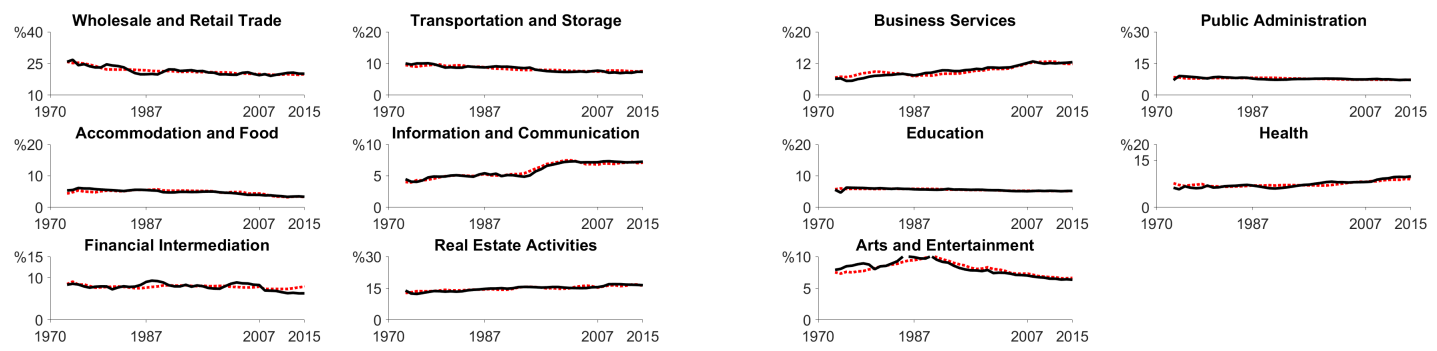 Wholesale and Retail Trade
%40
25
10
1970 1987 2007 2015
Transportation and Storage
%20
10
0
1970 1987 2007 2015
Business Services
%20
12
0
1970 1987 2007 2015
Public Administration
%30
15
0
1970 1987 2007 2015
Accommodation and Food
%20
10
0
1970 1987 2007 2015
Information and Communication
%10
5
0
1970 1987 2007 2015
Education
%20
10
0
1970 1987 2007 2015
Health
%20
15
0
1970 1987 2007 2015
Financial Intermediation
%15
10
0
1970 1987 2007 2015
Real Estate Activities
%30
15
0
1970 1987 2007 2015
Arts and Entertainment
%10
5
0
1970 1987 2007 2015